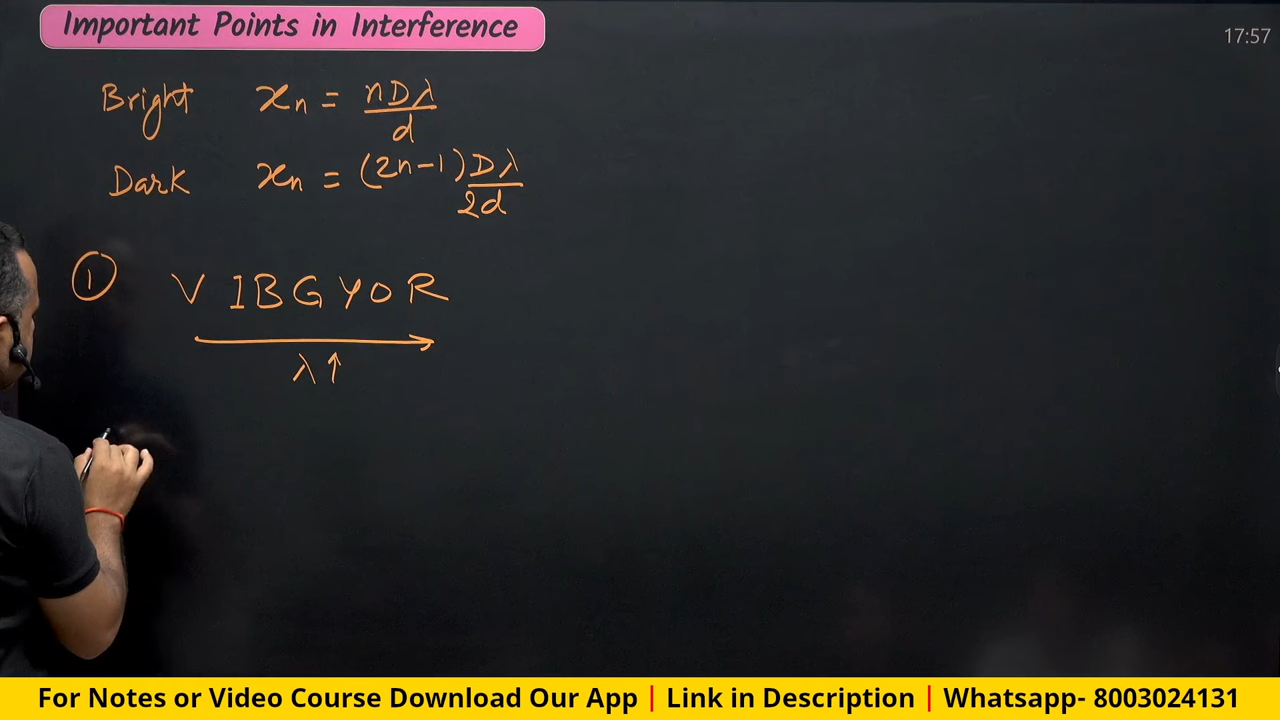 Important Points in Interference
17:57
Bright xn = nDλ/d
Dark xn = (2n-1) Dλ/2d
① V I B G Y O R
λ↑
For Notes or Video Course Download Our App | Link in Description | Whatsapp- 8003024131